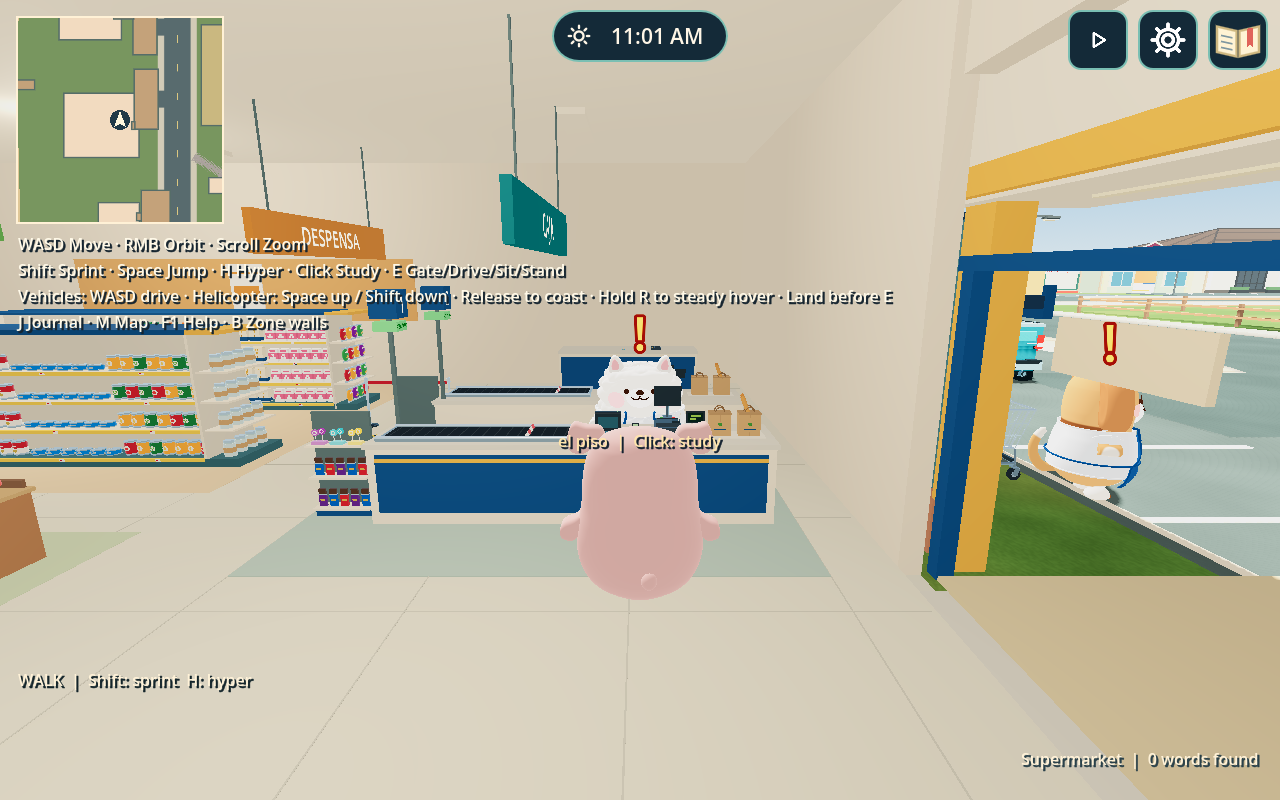 11:01 AM
DESPENSA
WASD Move · RMB Orbit · Scroll Zoom
Shift Sprint · Space Jump · H Hyper · Click Study · E Gate/Drive/Sit/Stand
Vehicles: WASD drive · Helicopter: Space up / Shift down · Release to coast · Hold R to steady hover · Land before E
J Journal · M Map · F1 Help · B Zone walls
el piso | Click: study
WALK | Shift: sprint H: hyper
Supermarket | 0 words found